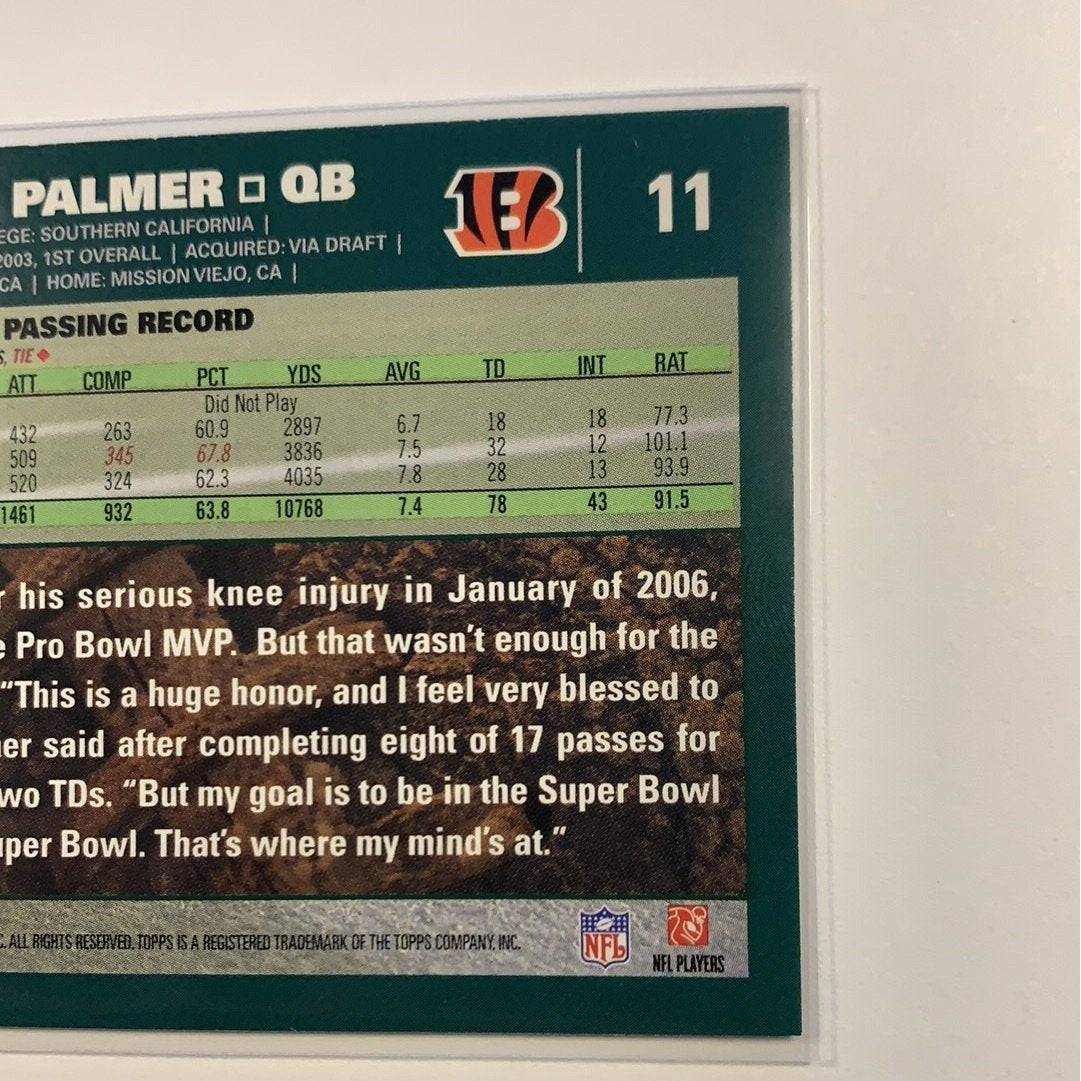 PALMER □ QB
11
EGE: SOUTHERN CALIFORNIA |
2003, 1ST OVERALL | ACQUIRED: VIA DRAFT |
CA | HOME: MISSION VIEJO, CA |
PASSING RECORD
S, TIE ◆
ATT COMP PCT YDS AVG TD INT RAT
Did Not Play
432 263 60.9 2897 6.7 18 18 77.3
509 345 67.8 3836 7.5 32 12 101.1
520 324 62.3 4035 7.8 28 13 93.9
1461 932 63.8 10768 7.4 78 43 91.5
r his serious knee injury in January of 2006,
e Pro Bowl MVP. But that wasn't enough for the
"This is a huge honor, and I feel very blessed to
er said after completing eight of 17 passes for
wo TDs. "But my goal is to be in the Super Bowl
uper Bowl. That's where my mind's at."
C. ALL RIGHTS RESERVED. TOPPS IS A REGISTERED TRADEMARK OF THE TOPPS COMPANY, INC.
NFL
NFL PLAYERS